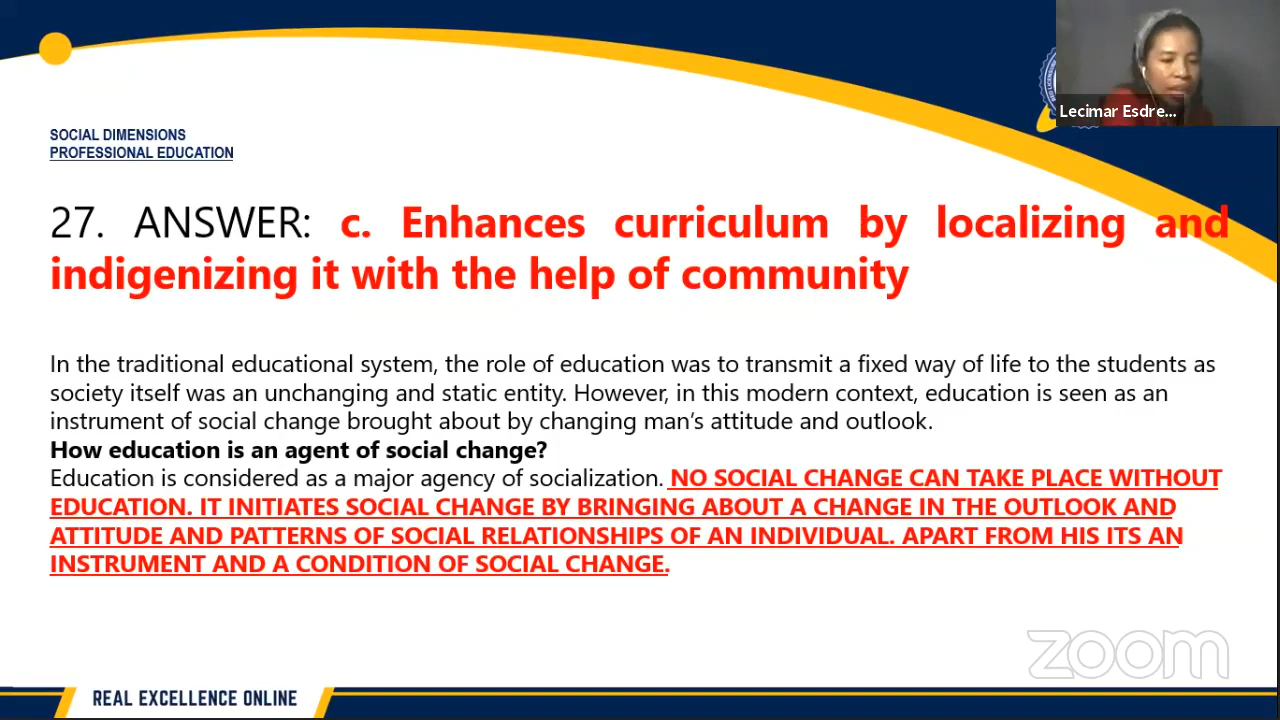 Lecimar Esdre...
SOCIAL DIMENSIONS
PROFESSIONAL EDUCATION
27. ANSWER: c. Enhances curriculum by localizing and
indigenizing it with the help of community
In the traditional educational system, the role of education was to transmit a fixed way of life to the students as
society itself was an unchanging and static entity. However, in this modern context, education is seen as an
instrument of social change brought about by changing man's attitude and outlook.
How education is an agent of social change?
Education is considered as a major agency of socialization. NO SOCIAL CHANGE CAN TAKE PLACE WITHOUT
EDUCATION. IT INITIATES SOCIAL CHANGE BY BRINGING ABOUT A CHANGE IN THE OUTLOOK AND
ATTITUDE AND PATTERNS OF SOCIAL RELATIONSHIPS OF AN INDIVIDUAL. APART FROM HIS ITS AN
INSTRUMENT AND A CONDITION OF SOCIAL CHANGE.
zoom
REAL EXCELLENCE ONLINE